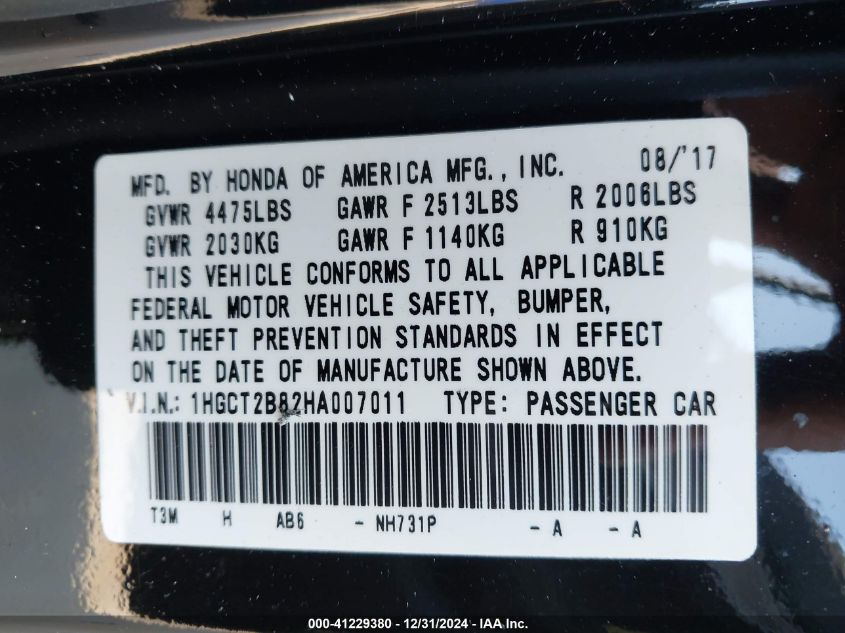 MFD. BY HONDA OF AMERICA MFG., INC. 08/'17
GVWR 4475LBS GAWR F 2513LBS R 2006LBS
GVWR 2030KG GAWR F 1140KG R 910KG
THIS VEHICLE CONFORMS TO ALL APPLICABLE
FEDERAL MOTOR VEHICLE SAFETY, BUMPER,
AND THEFT PREVENTION STANDARDS IN EFFECT
ON THE DATE OF MANUFACTURE SHOWN ABOVE.
V.I.N.: 1HGCT2B82HA007011 TYPE: PASSENGER CAR
T3M H AB6 - NH731P - A - A
000-41229380 - 12/31/2024 - IAA Inc.